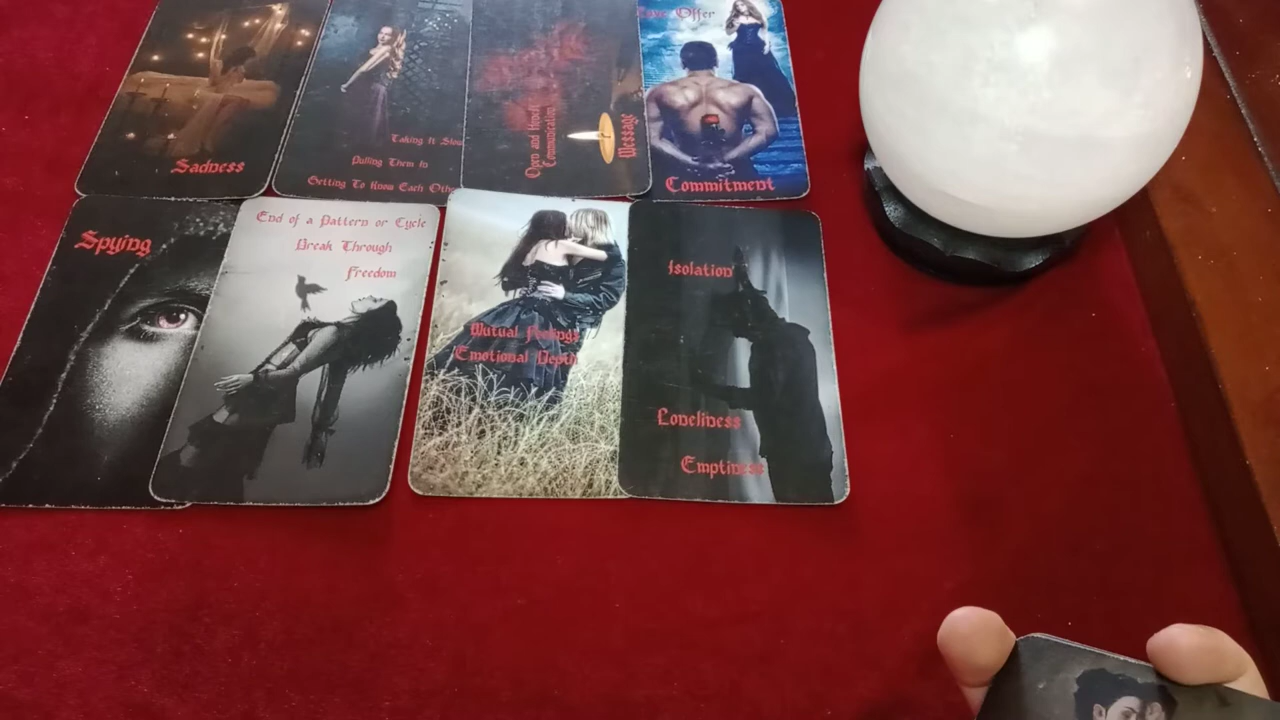 Sadness
Taking It Slow
Pulling Them In
Getting To Know Each Othe
Open and Honest
Communication
Message
Love Offer
Commitment
Spying
End of a Pattern or Cycle
Break Through
Freedom
Mutual Feelings
Emotional Depth
Isolation
Loneliness
Emptiness